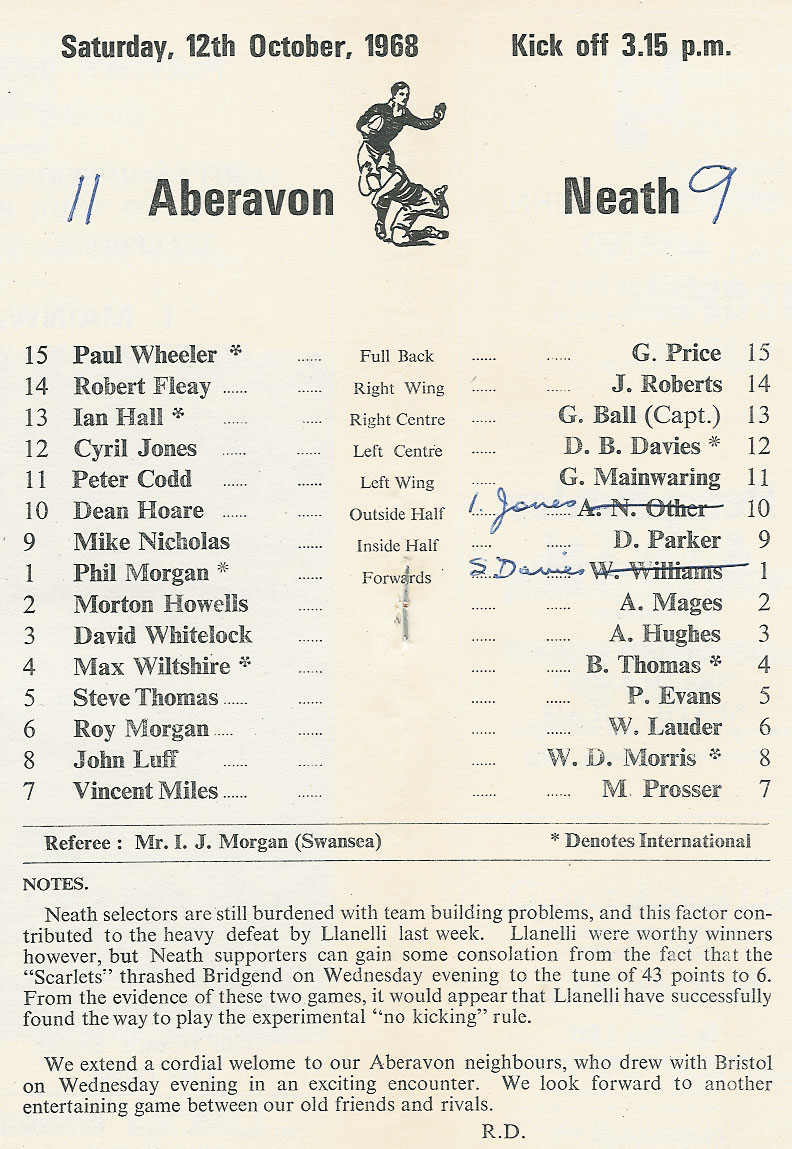 Saturday, 12th October, 1968 Kick off 3.15 p.m.
11 Aberavon Neath 9
15 Paul Wheeler * ...... Full Back ...... ...... G. Price 15
14 Robert Fleay ...... ...... Right Wing ...... ...... J. Roberts 14
13 Ian Hall * ...... ...... Right Centre ...... G. Ball (Capt.) 13
12 Cyril Jones ...... Left Centre ...... D. B. Davies * 12
11 Peter Codd ...... Left Wing ...... G. Mainwaring 11
10 Dean Hoare ...... Outside Half I. Jones ...... A. N. Other 10
9 Mike Nicholas ...... Inside Half ...... ...... D. Parker 9
1 Phil Morgan * ...... Forwards S. Davies W. Williams 1
2 Morton Howells ...... ...... ...... A. Mages 2
3 David Whitelock ...... ...... ...... A. Hughes 3
4 Max Wiltshire * ...... ...... ...... B. Thomas * 4
5 Steve Thomas ...... ...... ...... ...... P. Evans 5
6 Roy Morgan ...... ...... ...... ...... W. Lauder 6
8 John Luff ...... ...... ...... W. D. Morris * 8
7 Vincent Miles ...... ...... ...... ...... M. Prosser 7
Referee : Mr. I. J. Morgan (Swansea) * Denotes International
NOTES.
Neath selectors are still burdened with team building problems, and this factor con-
tributed to the heavy defeat by Llanelli last week. Llanelli were worthy winners
however, but Neath supporters can gain some consolation from the fact that the
"Scarlets" thrashed Bridgend on Wednesday evening to the tune of 43 points to 6.
From the evidence of these two games, it would appear that Llanelli have successfully
found the way to play the experimental "no kicking" rule.
We extend a cordial welome to our Aberavon neighbours, who drew with Bristol
on Wednesday evening in an exciting encounter. We look forward to another
entertaining game between our old friends and rivals.
R.D.